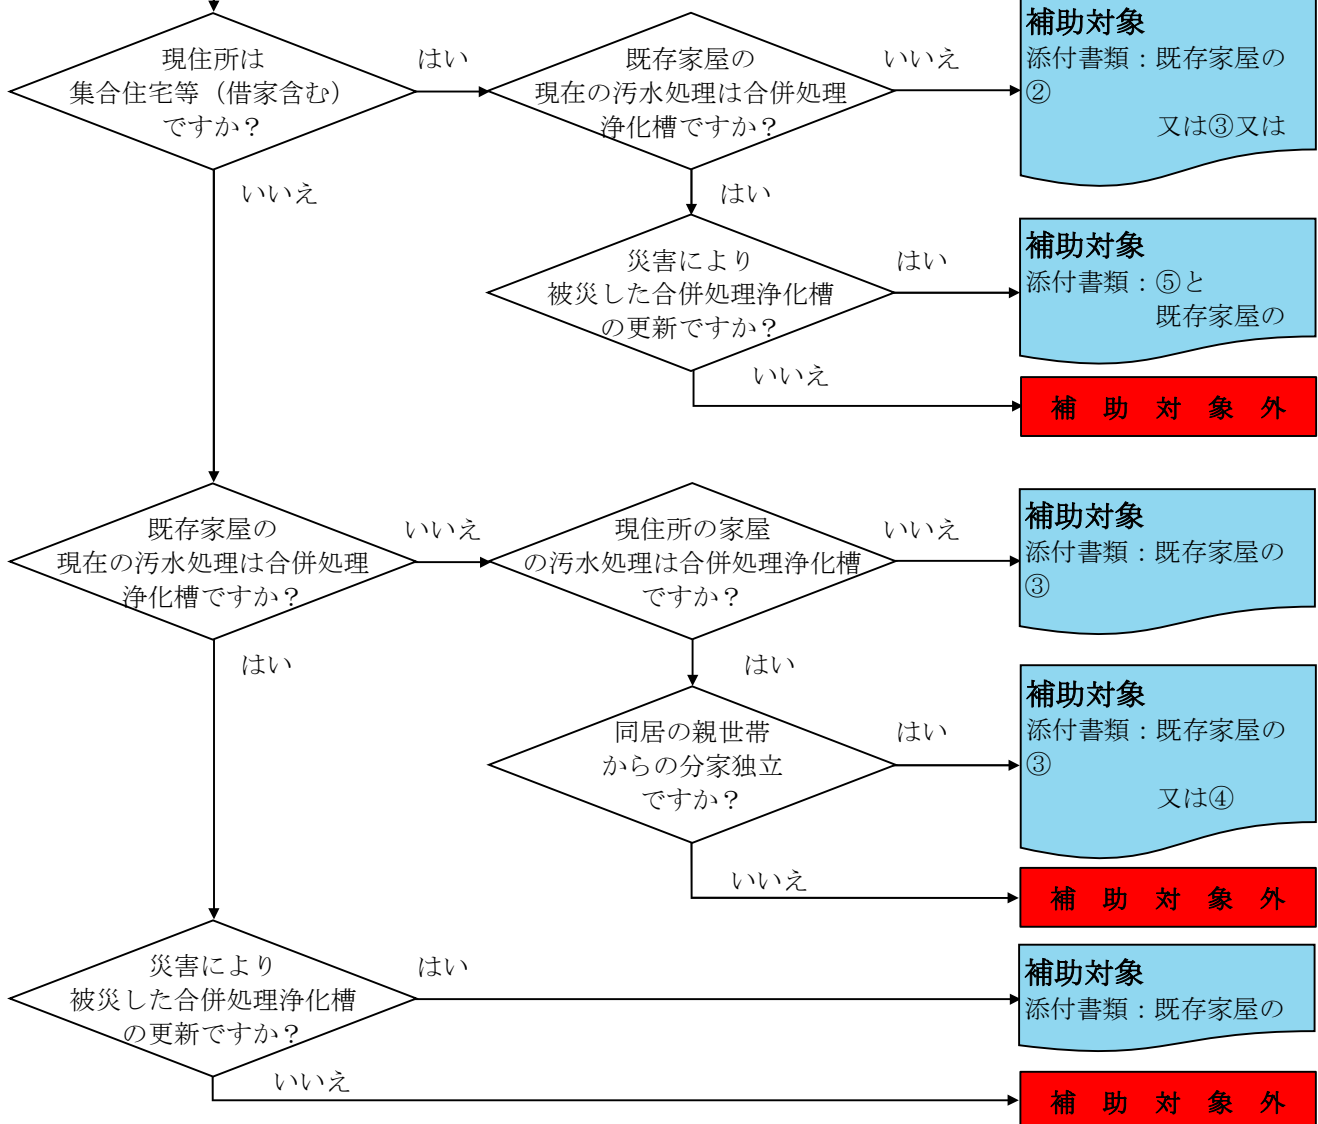 現住所は
集合住宅等（借家含む）
ですか？
はい
既存家屋の
現在の汚水処理は合併処理
浄化槽ですか？
いいえ
補助対象
添付書類：既存家屋の
②
又は③又は
いいえ
はい
災害により
被災した合併処理浄化槽
の更新ですか？
はい
補助対象
添付書類：⑤と
既存家屋の
いいえ
補助対象外
既存家屋の
現在の汚水処理は合併処理
浄化槽ですか？
いいえ
現住所の家屋
の汚水処理は合併処理浄化槽
ですか？
いいえ
補助対象
添付書類：既存家屋の
③
はい
はい
同居の親世帯
からの分家独立
ですか？
はい
補助対象
添付書類：既存家屋の
③
又は④
いいえ
補助対象外
災害により
被災した合併処理浄化槽
の更新ですか？
はい
補助対象
添付書類：既存家屋の
いいえ
補助対象外